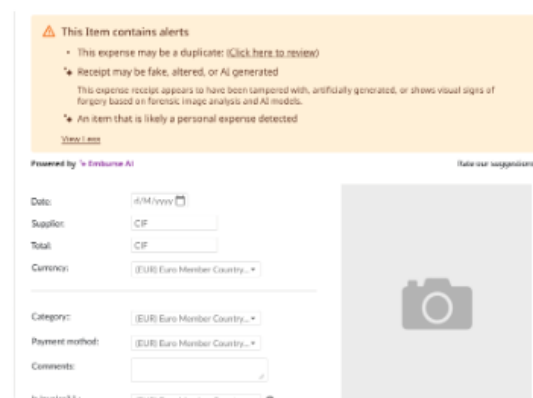 This Item contains alerts
• This expense may be a duplicate: (Click here to review)
Receipt may be fake, altered, or AI generated
This expense receipt appears to have been tampered with, artificially generated, or shows visual signs of
forgery based on forensic image analysis and AI models.
An item that is likely a personal expense detected
View Less
Powered by Emburse AI
Rate our suggestions
Date: d/M/yyyy
Supplier: CIF
Total: CIF
Currency: (EUR) Euro Member Country...
Category: (EUR) Euro Member Country...
Payment method: (EUR) Euro Member Country...
Comments:
(EUR) Euro Member Country...